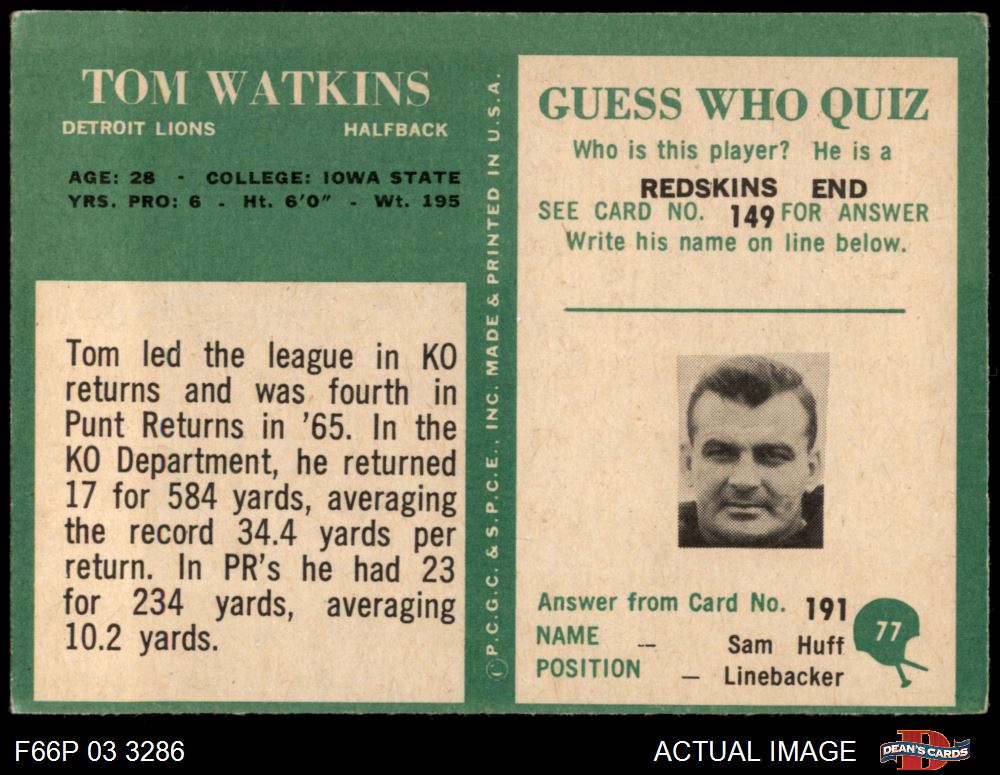 TOM WATKINS
DETROIT LIONS HALFBACK
AGE: 28 - COLLEGE: IOWA STATE
YRS. PRO: 6 - Ht. 6'0" - Wt. 195
Tom led the league in KO
returns and was fourth in
Punt Returns in '65. In the
KO Department, he returned
17 for 584 yards, averaging
the record 34.4 yards per
return. In PR's he had 23
for 234 yards, averaging
10.2 yards.
©P.C.G.C. & S.P.C.E., INC. MADE & PRINTED IN U.S.A.
GUESS WHO QUIZ
Who is this player? He is a
REDSKINS END
SEE CARD NO. 149 FOR ANSWER
Write his name on line below.
Answer from Card No. 191
NAME -- Sam Huff
POSITION — Linebacker
77
F66P 03 3286
ACTUAL IMAGE
DEAN'S CARDS